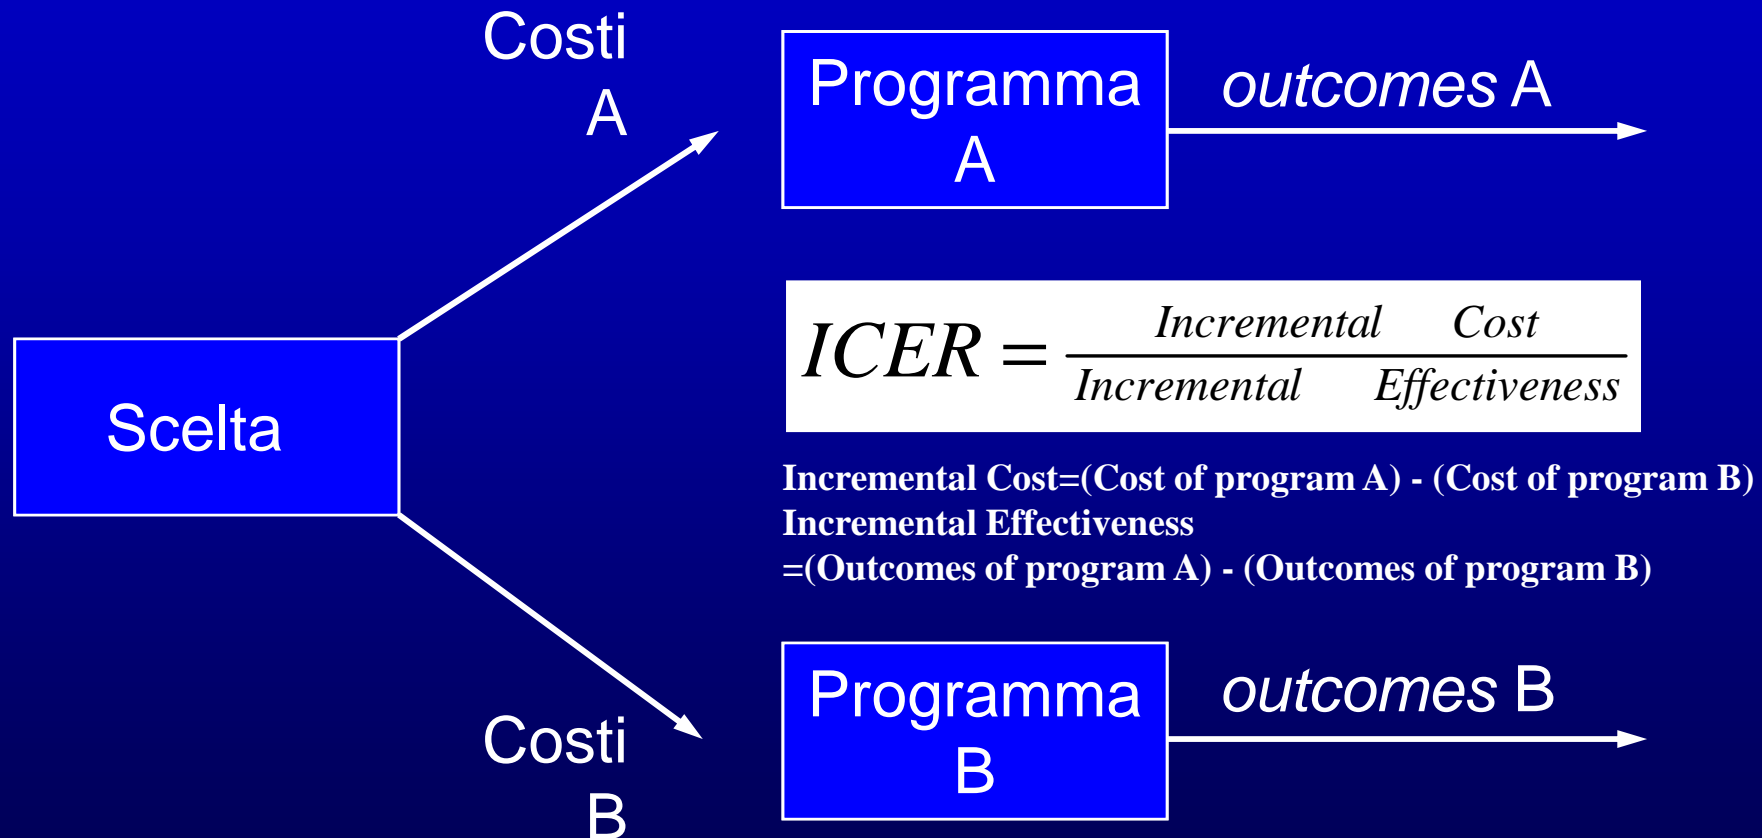 Costi
A
Programma
A
outcomes A
Scelta
ICER = Incremental Cost / Incremental Effectiveness
Incremental Cost=(Cost of program A) - (Cost of program B)
Incremental Effectiveness
=(Outcomes of program A) - (Outcomes of program B)
Costi
B
Programma
B
outcomes B